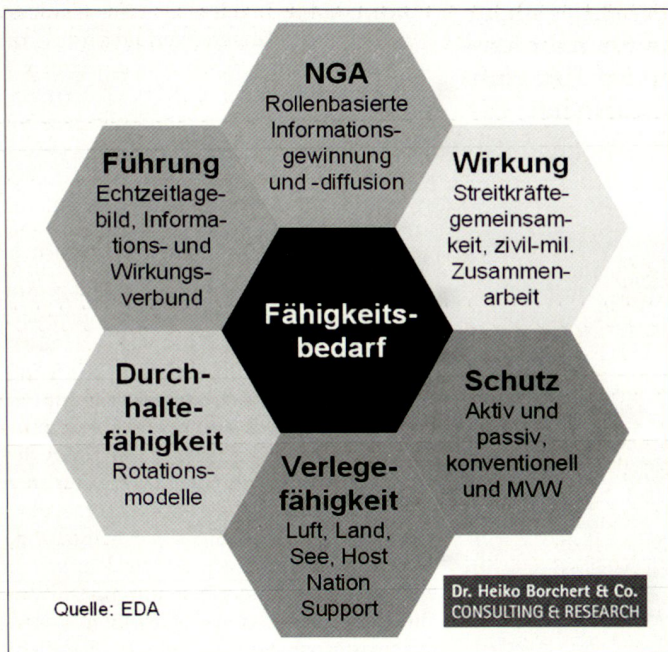 NGA
Rollenbasierte
Informations-
gewinnung
und -diffusion
Führung
Echtzeitlage-
bild, Informa-
tions- und
Wirkungs-
verbund
Wirkung
Streitkräfte-
gemeinsam-
keit, zivil-mil.
Zusammen-
arbeit
Fähigkeits-
bedarf
Durch-
halte-
fähigkeit
Rotations-
modelle
Schutz
Aktiv und
passiv,
konventionell
und MVW
Verlege-
fähigkeit
Luft, Land,
See, Host
Nation
Support
Quelle: EDA
Dr. Heiko Borchert & Co.
CONSULTING & RESEARCH